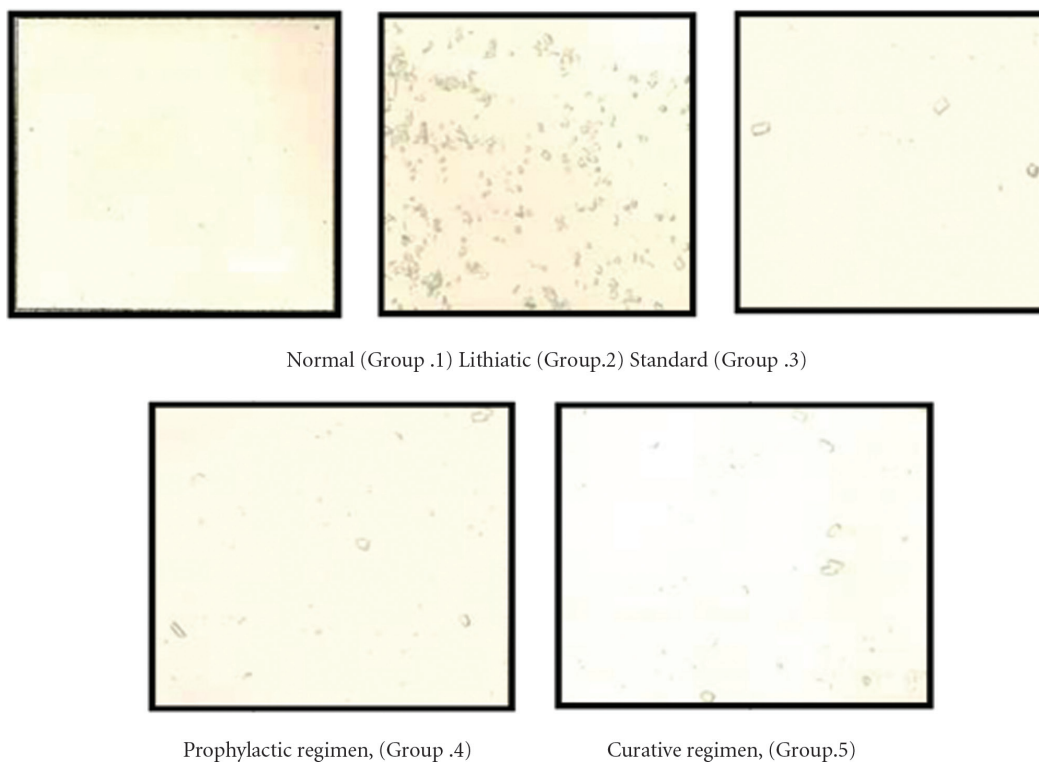 Normal (Group .1) Lithiatic (Group.2) Standard (Group .3)
Prophylactic regimen, (Group .4)
Curative regimen, (Group.5)